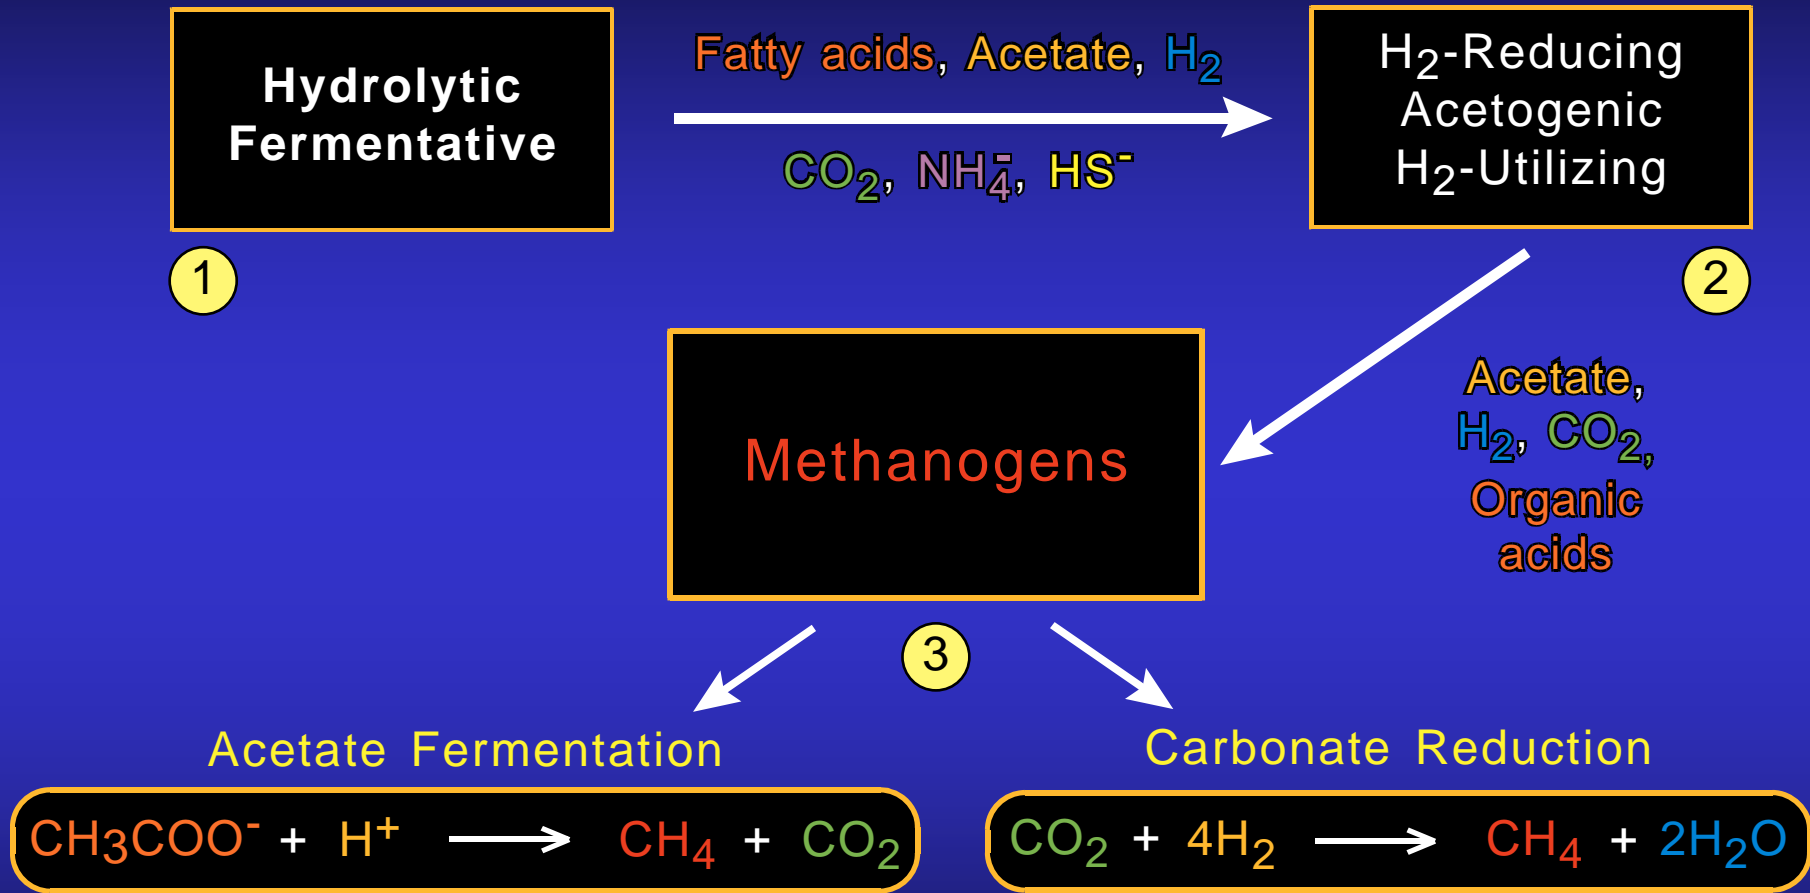 Hydrolytic
Fermentative
1
Fatty acids, Acetate, H₂
CO₂, NH₄⁻, HS⁻
H₂-Reducing
Acetogenic
H₂-Utilizing
2
Acetate,
H₂, CO₂,
Organic
acids
Methanogens
3
Acetate Fermentation
CH₃COO⁻ + H⁺ ⟶ CH₄ + CO₂
Carbonate Reduction
CO₂ + 4H₂ ⟶ CH₄ + 2H₂O